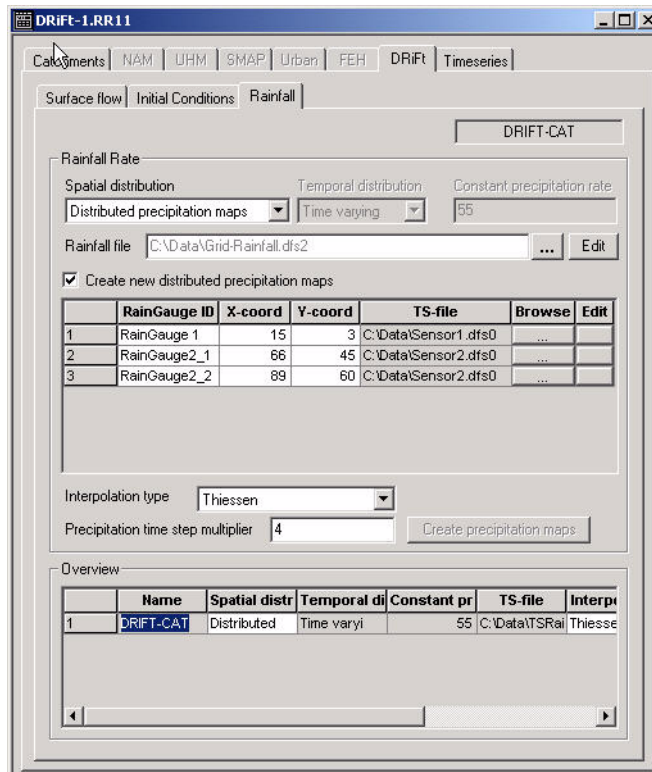 DRiFt-1.RR11
Catchments NAM UHM SMAP Urban FEH DRiFt Timeseries
Surface flow Initial Conditions Rainfall
DRIFT-CAT
Rainfall Rate
Spatial distribution Temporal distribution Constant precipitation rate
Distributed precipitation maps Time varying 55
Rainfall file C:\Data\Grid-Rainfall.dfs2 ... Edit
Create new distributed precipitation maps
RainGauge ID X-coord Y-coord TS-file Browse Edit
1 RainGauge 1 15 3 C:\Data\Sensor1.dfs0 ...
2 RainGauge2_1 66 45 C:\Data\Sensor2.dfs0 ...
3 RainGauge2_2 89 60 C:\Data\Sensor2.dfs0 ...
Interpolation type Thiessen
Precipitation time step multiplier 4 Create precipitation maps
Overview
Name Spatial distr Temporal di Constant pr TS-file Interpo
1 DRIFT-CAT Distributed Time varyi 55 C:\Data\TSRai Thiesse